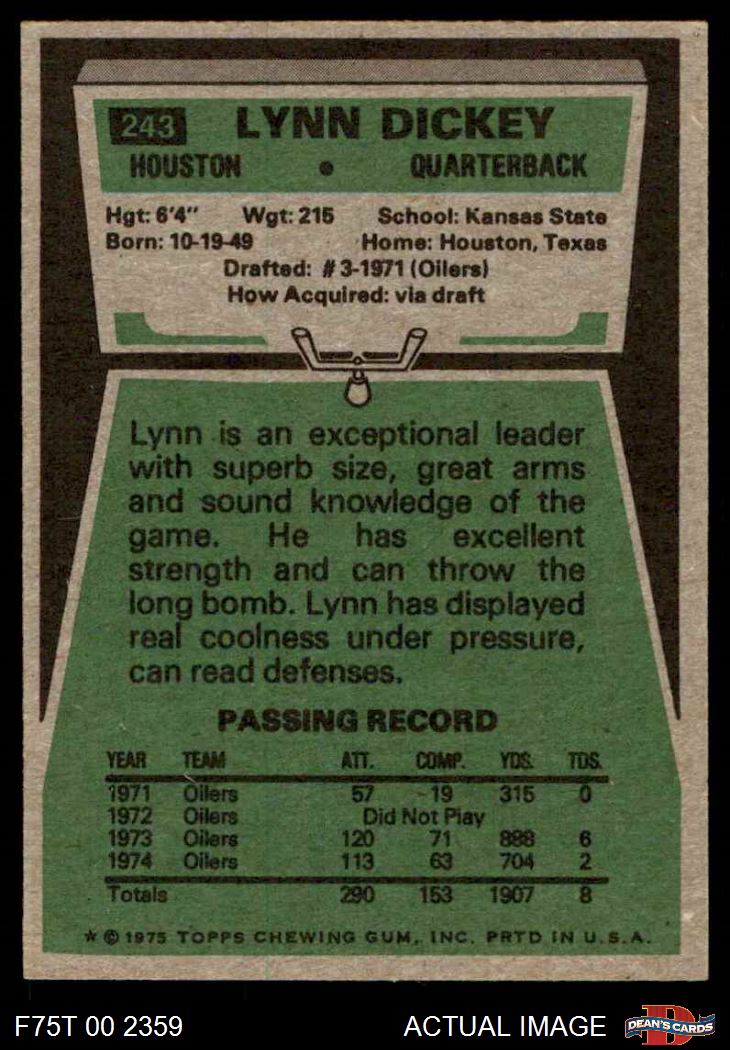 243 LYNN DICKEY
HOUSTON • QUARTERBACK
Hgt: 6'4" Wgt: 215 School: Kansas State
Born: 10-19-49 Home: Houston, Texas
Drafted: #3-1971 (Oilers)
How Acquired: via draft
Lynn is an exceptional leader
with superb size, great arms
and sound knowledge of the
game. He has excellent
strength and can throw the
long bomb. Lynn has displayed
real coolness under pressure,
can read defenses.
PASSING RECORD
YEAR TEAM ATT. COMP. YDS. TDS.
1971 Oilers 57 19 315 0
1972 Oilers Did Not Play
1973 Oilers 120 71 888 6
1974 Oilers 113 63 704 2
Totals 290 153 1907 8
★ © 1975 TOPPS CHEWING GUM, INC. PRTD IN U.S.A.
F75T 00 2359 ACTUAL IMAGE D DEAN'S CARDS